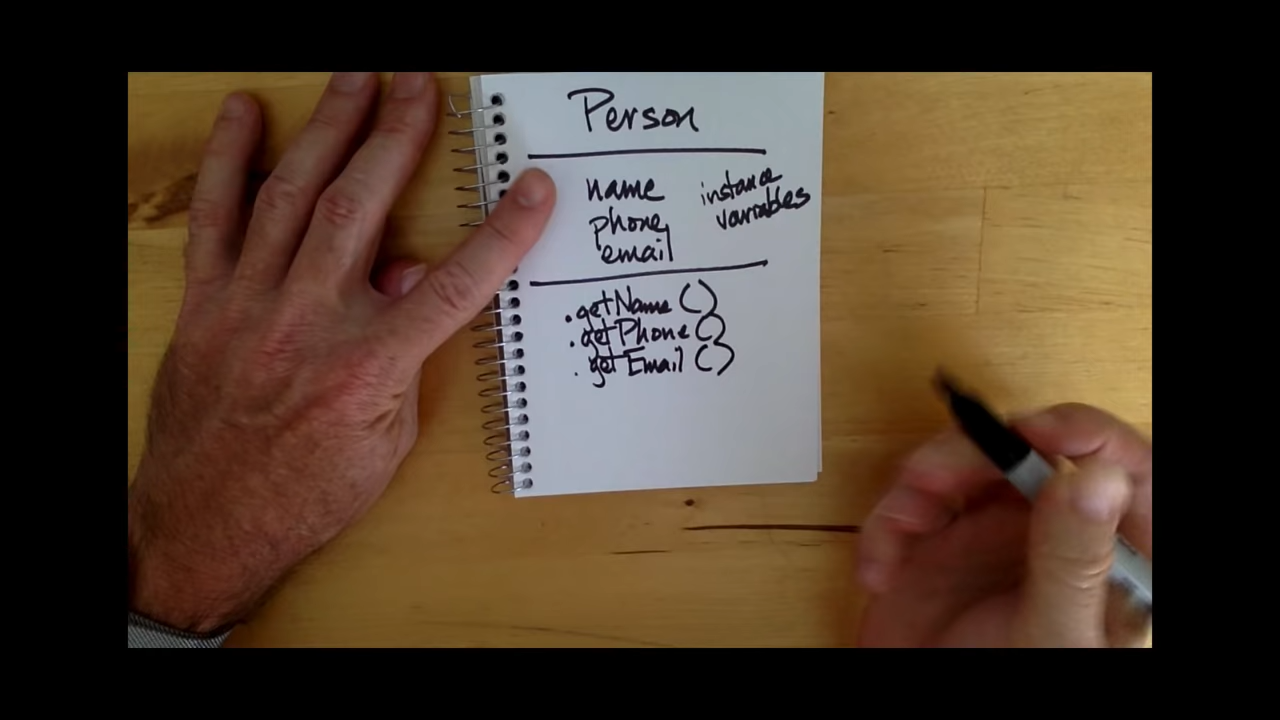 Person
name
phone
email
instance
variables
.getName()
.getPhone()
.getEmail()